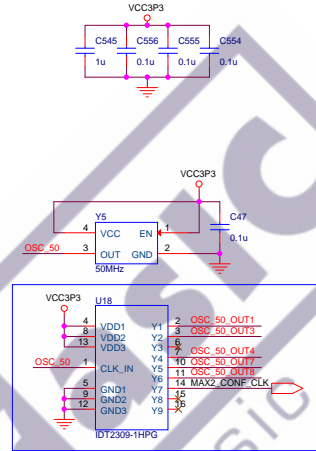 VCC3P3
C545 C556 C555 C554
1u 0.1u 0.1u 0.1u
VCC3P3
Y5
C47
4 VCC EN 1
0.1u
OSC_50 3 OUT GND 2
50MHz
VCC3P3
U18
4 VDD1 Y1 2 OSC_50_OUT1
8 VDD2 Y2 3 OSC_50_OUT3
13 VDD3 Y3 6
Y4 7 OSC_50_OUT4
OSC_50 1 CLK_IN Y5 10 OSC_50_OUT7
Y6 11 OSC_50_OUT8
5 GND1 Y7 14 MAX2_CONF_CLK
9 GND2 Y8 15
12 GND3 Y9 16
IDT2309-1HPG
asic